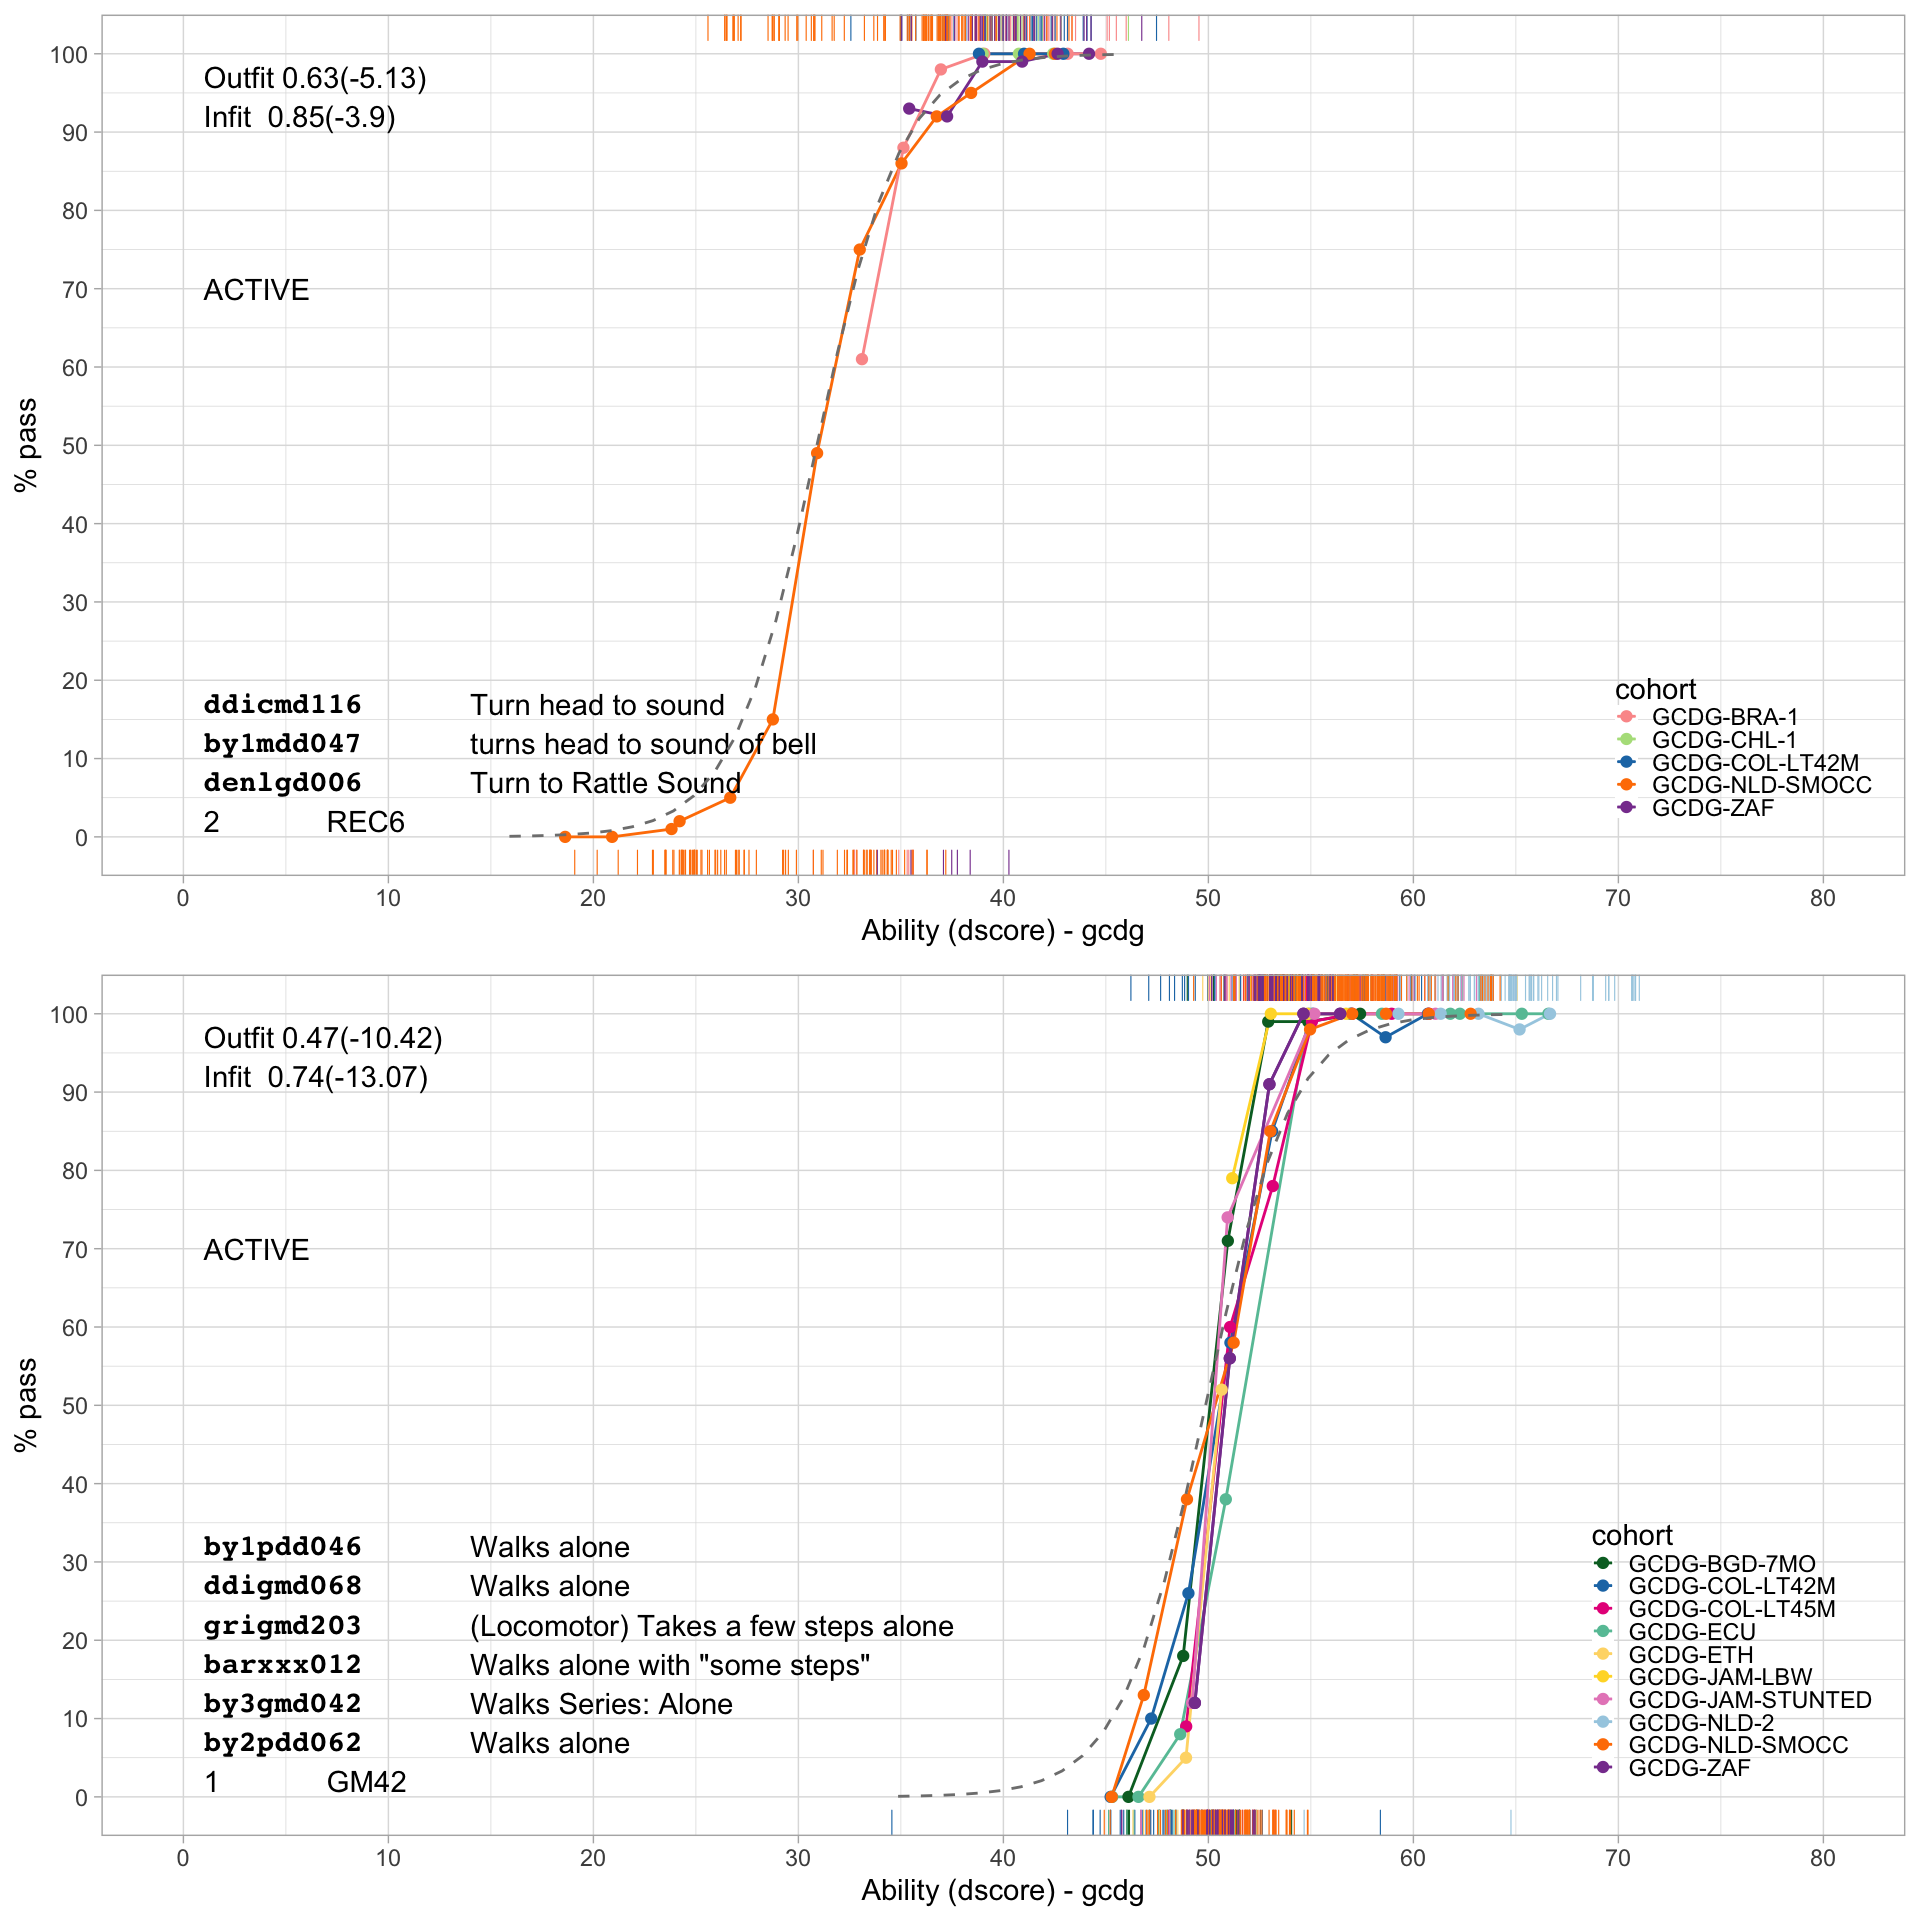 Outfit 0.63(-5.13)
Infit 0.85(-3.9)
ACTIVE
ddicmd116 Turn head to sound
by1mdd047 turns head to sound of bell
denlgd006 Turn to Rattle Sound
2 REC6
cohort
GCDG-BRA-1
GCDG-CHL-1
GCDG-COL-LT42M
GCDG-NLD-SMOCC
GCDG-ZAF
% pass
100
90
80
70
60
50
40
30
20
10
0
0 10 20 30 40 50 60 70 80
Ability (dscore) - gcdg
Outfit 0.47(-10.42)
Infit 0.74(-13.07)
ACTIVE
by1pdd046 Walks alone
ddigmd068 Walks alone
grigmd203 (Locomotor) Takes a few steps alone
barxxx012 Walks alone with "some steps"
by3gmd042 Walks Series: Alone
by2pdd062 Walks alone
1 GM42
cohort
GCDG-BGD-7MO
GCDG-COL-LT42M
GCDG-COL-LT45M
GCDG-ECU
GCDG-ETH
GCDG-JAM-LBW
GCDG-JAM-STUNTED
GCDG-NLD-2
GCDG-NLD-SMOCC
GCDG-ZAF
% pass
100
90
80
70
60
50
40
30
20
10
0
0 10 20 30 40 50 60 70 80
Ability (dscore) - gcdg